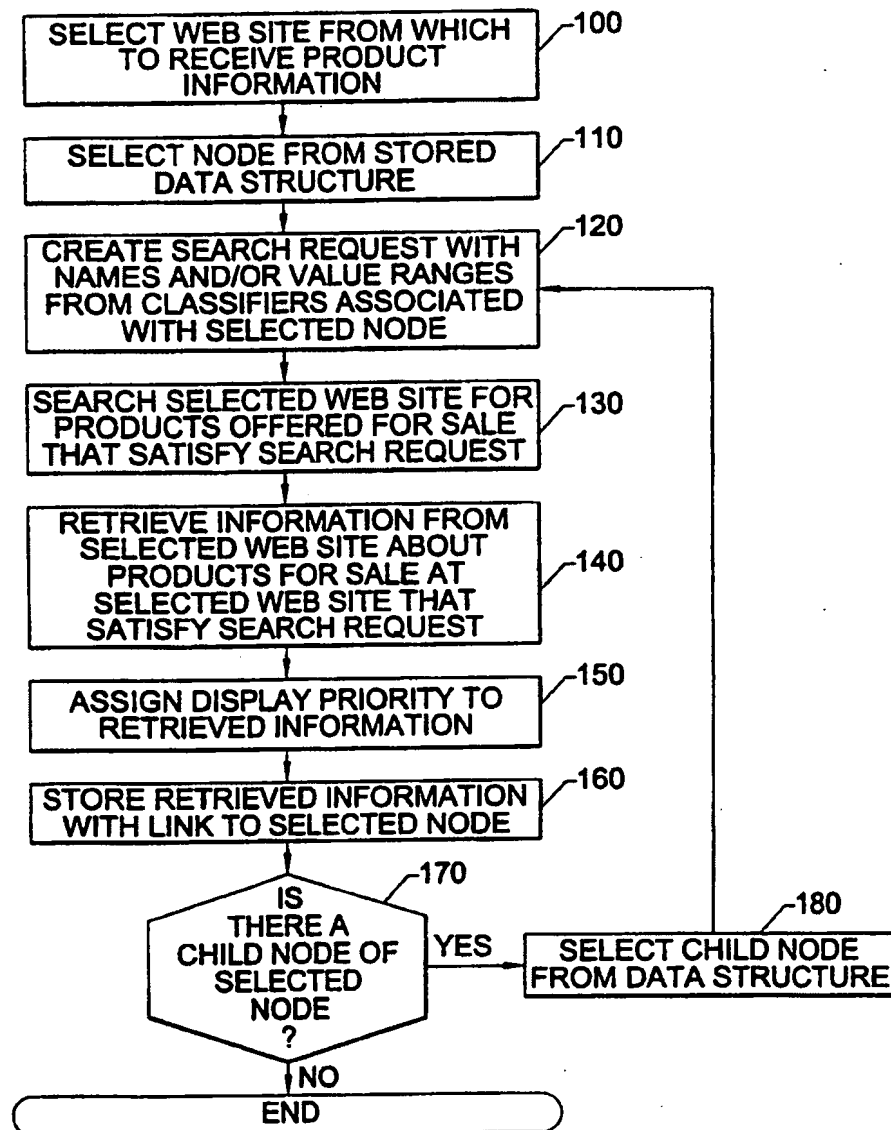 SELECT WEB SITE FROM WHICH
TO RECEIVE PRODUCT
INFORMATION
100
SELECT NODE FROM STORED
DATA STRUCTURE
110
CREATE SEARCH REQUEST WITH
NAMES AND/OR VALUE RANGES
FROM CLASSIFIERS ASSOCIATED
WITH SELECTED NODE
120
SEARCH SELECTED WEB SITE FOR
PRODUCTS OFFERED FOR SALE
THAT SATISFY SEARCH REQUEST
130
RETRIEVE INFORMATION FROM
SELECTED WEB SITE ABOUT
PRODUCTS FOR SALE AT
SELECTED WEB SITE THAT
SATISFY SEARCH REQUEST
140
ASSIGN DISPLAY PRIORITY TO
RETRIEVED INFORMATION
150
STORE RETRIEVED INFORMATION
WITH LINK TO SELECTED NODE
160
IS
THERE A
CHILD NODE OF
SELECTED
NODE
?
170
YES
SELECT CHILD NODE
FROM DATA STRUCTURE
180
NO
END